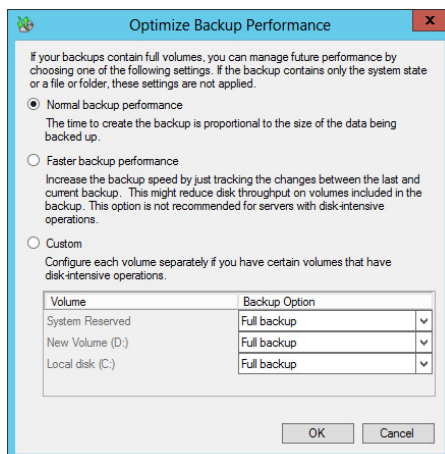 Optimize Backup Performance
x
If your backups contain full volumes, you can manage future performance by
choosing one of the following settings. If the backup contains only the system state
or a file or folder, these settings are not applied.
Normal backup performance
The time to create the backup is proportional to the size of the data being
backed up.
Faster backup performance
Increase the backup speed by just tracking the changes between the last and
current backup. This might reduce disk throughput on volumes included in the
backup. This option is not recommended for servers with disk-intensive
operations.
Custom
Configure each volume separately if you have certain volumes that have
disk-intensive operations.
Volume Backup Option
System Reserved Full backup
New Volume (D:) Full backup
Local disk (C:) Full backup
OK Cancel